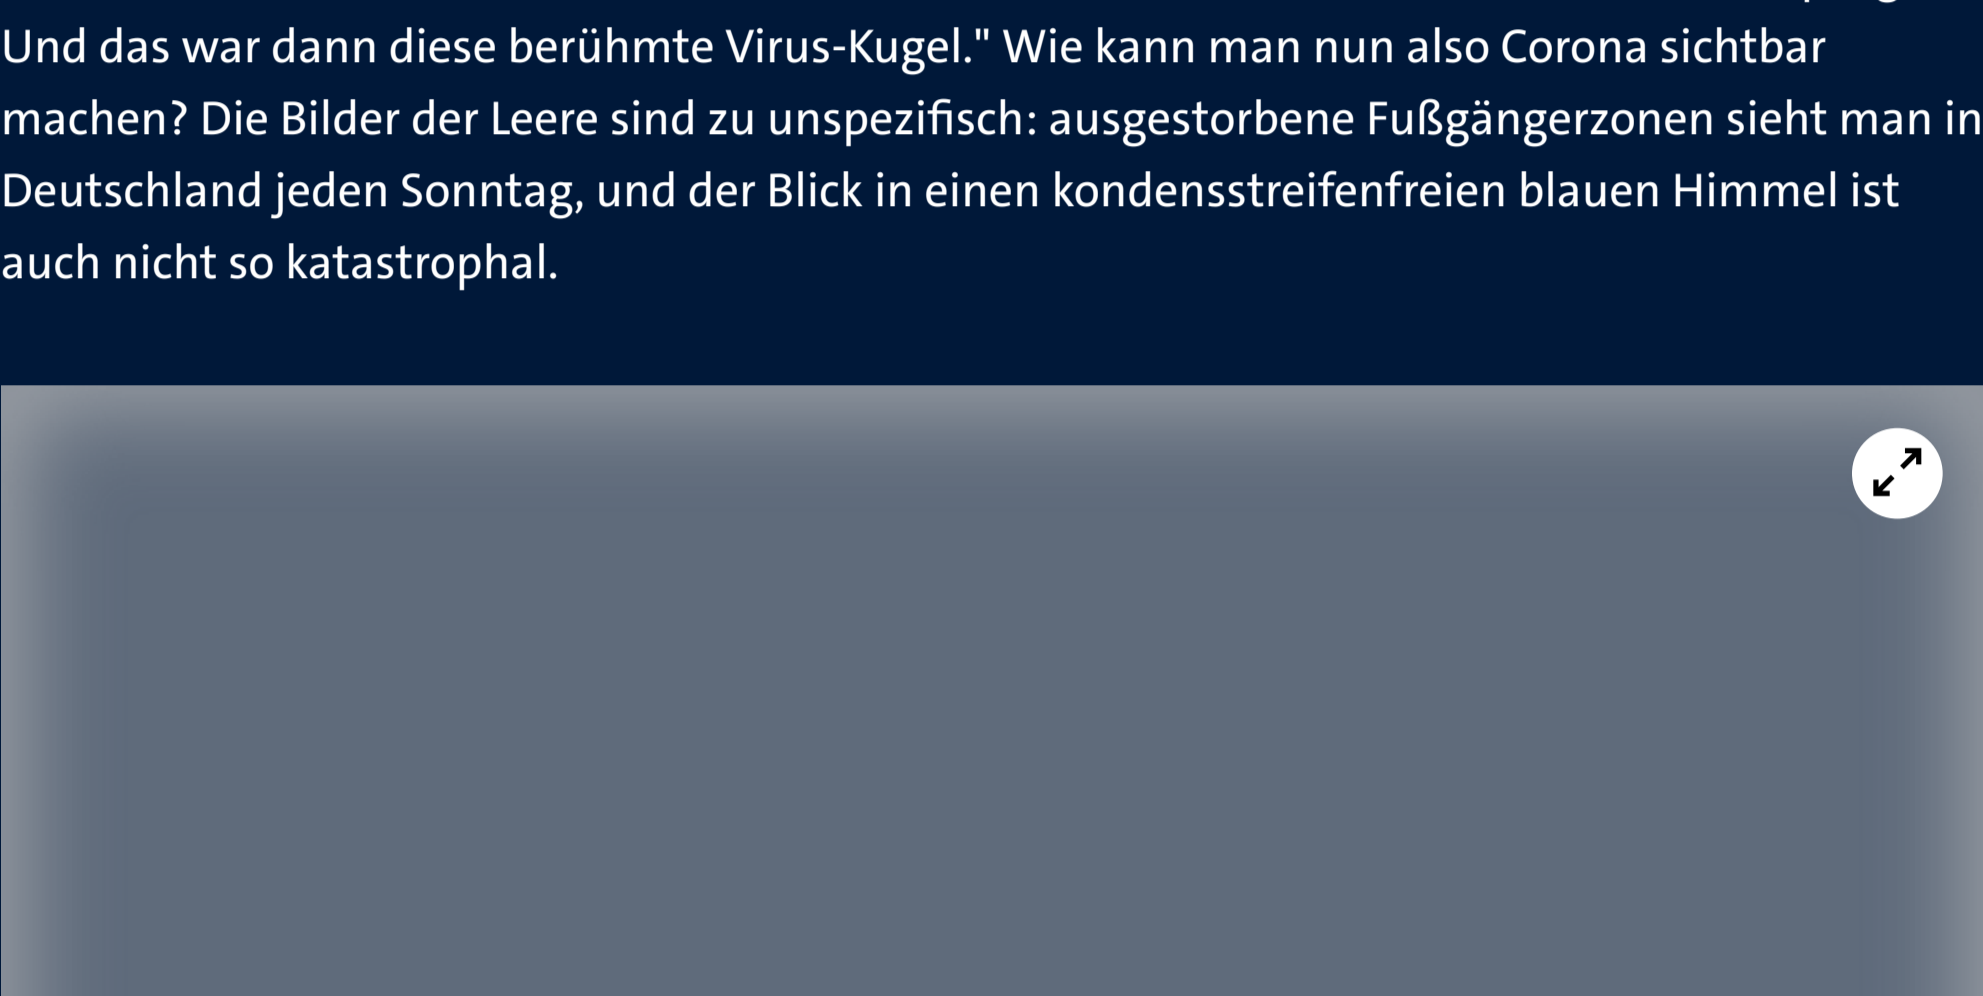 Und das war dann diese berühmte Virus-Kugel." Wie kann man nun also Corona sichtbar
machen? Die Bilder der Leere sind zu unspezifisch: ausgestorbene Fußgängerzonen sieht man in
Deutschland jeden Sonntag, und der Blick in einen kondensstreifenfreien blauen Himmel ist
auch nicht so katastrophal.